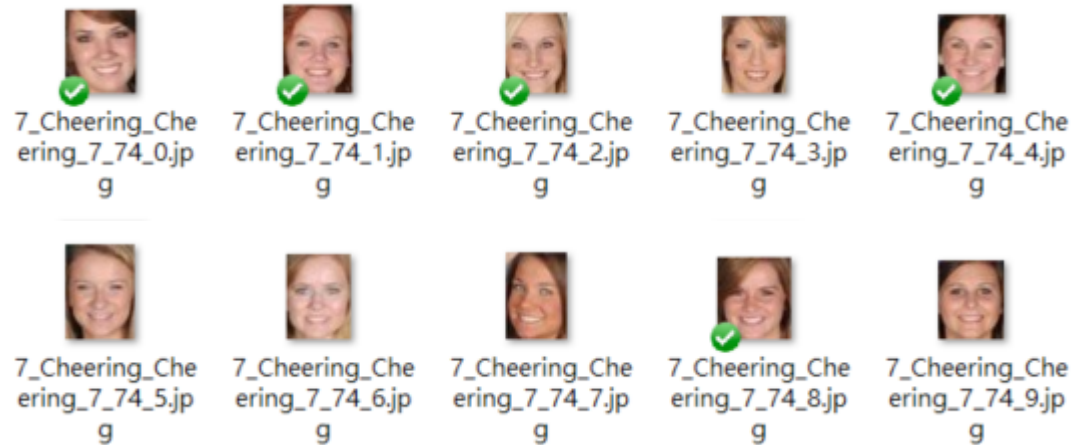 7_Cheering_Che
ering_7_74_0.jp
g
7_Cheering_Che
ering_7_74_1.jp
g
7_Cheering_Che
ering_7_74_2.jp
g
7_Cheering_Che
ering_7_74_3.jp
g
7_Cheering_Che
ering_7_74_4.jp
g
7_Cheering_Che
ering_7_74_5.jp
g
7_Cheering_Che
ering_7_74_6.jp
g
7_Cheering_Che
ering_7_74_7.jp
g
7_Cheering_Che
ering_7_74_8.jp
g
7_Cheering_Che
ering_7_74_9.jp
g